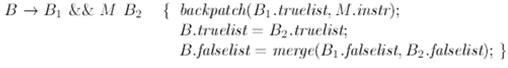 B → B₁ && M B₂ { backpatch(B₁.truelist, M.instr);
B.truelist = B₂.truelist;
B.falselist = merge(B₁.falselist, B₂.falselist); }